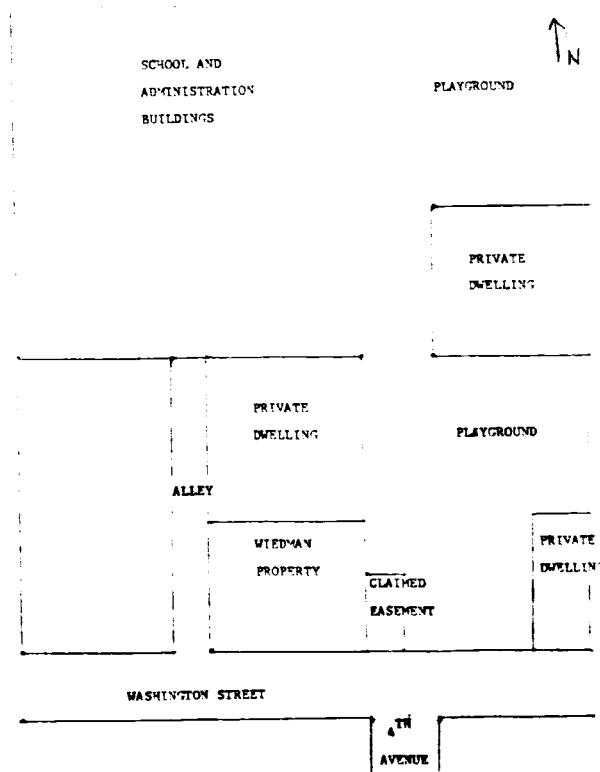 N
SCHOOL AND
ADMINISTRATION
BUILDINGS
PLAYGROUND
PRIVATE
DWELLING
PRIVATE
DWELLING
PLAYGROUND
ALLEY
WIEDMAN
PROPERTY
CLAIMED
EASEMENT
PRIVATE
DWELLING
WASHINGTON STREET
4TH
AVENUE